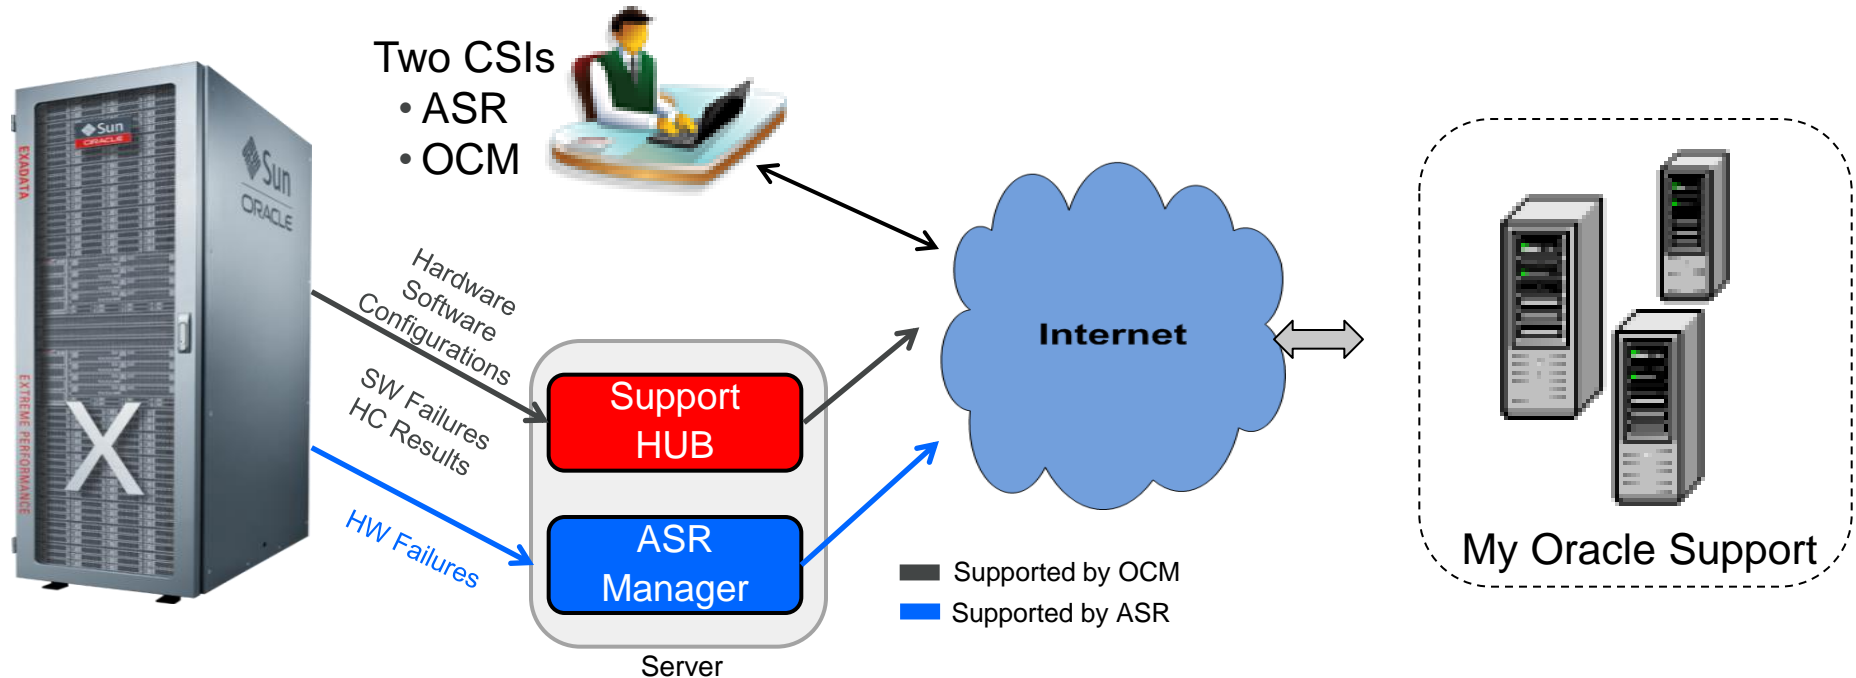 Two CSIs
• ASR
• OCM
Sun
ORACLE
EXADATA
EXTREME PERFORMANCE
X
Sun
ORACLE
Hardware
Software
Configurations
SW Failures
HC Results
HW Failures
Support
HUB
ASR
Manager
Server
Internet
Supported by OCM
Supported by ASR
My Oracle Support